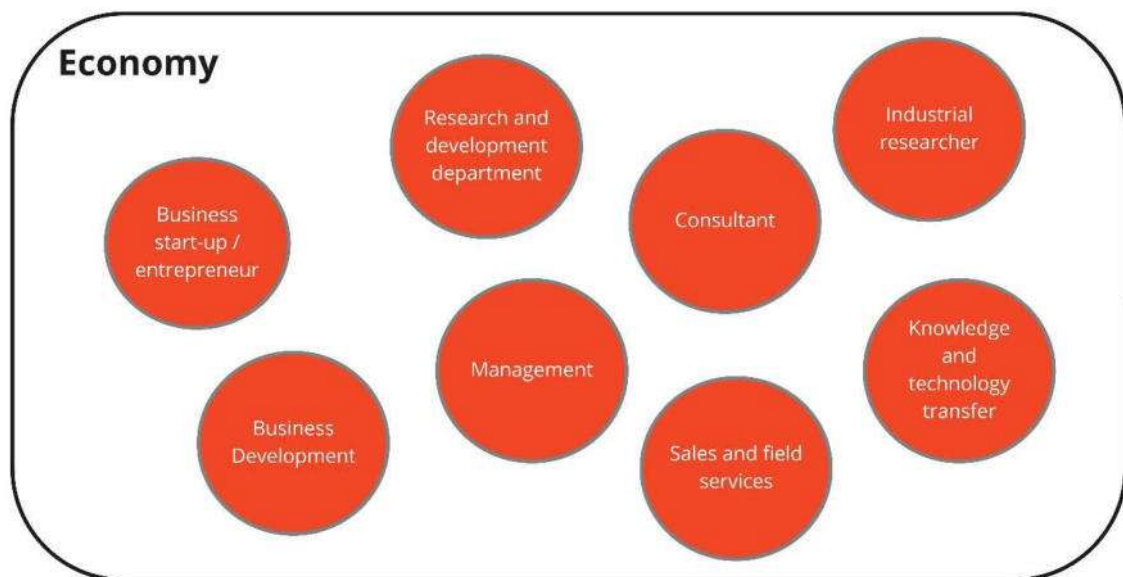 Economy
Research and
development
department
Industrial
researcher
Consultant
Business
start-up /
entrepreneur
Management
Knowledge
and
technology
transfer
Business
Development
Sales and field
services